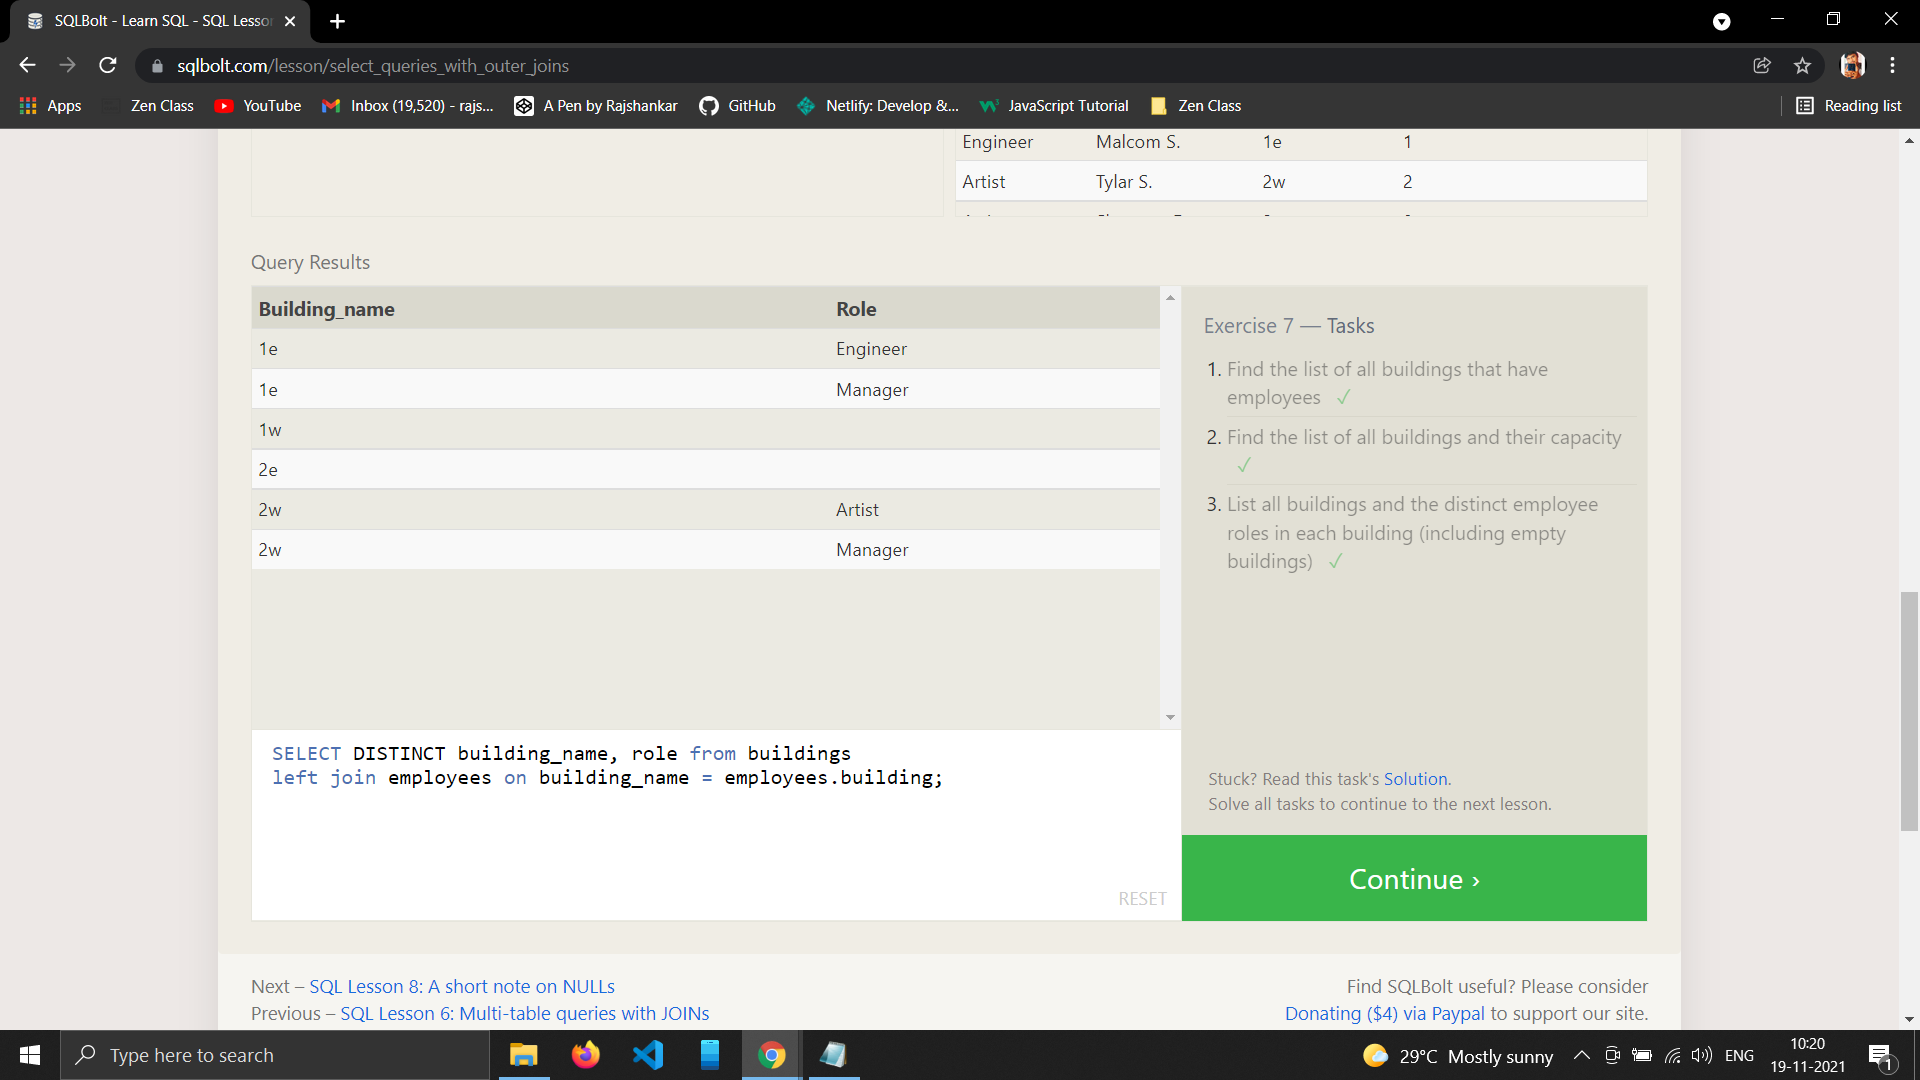 SQLBolt - Learn SQL - SQL Lesso
sqlbolt.com/lesson/select_queries_with_outer_joins
Apps Zen Class YouTube Inbox (19,520) - rajs... A Pen by Rajshankar GitHub Netlify: Develop &... JavaScript Tutorial Zen Class Reading list
Engineer Malcom S. 1e 1
Artist Tylar S. 2w 2
Query Results
Building_name Role
1e Engineer
1e Manager
1w
2e
2w Artist
2w Manager
Exercise 7 — Tasks
1. Find the list of all buildings that have
employees ✓
2. Find the list of all buildings and their capacity
✓
3. List all buildings and the distinct employee
roles in each building (including empty
buildings) ✓
SELECT DISTINCT building_name, role from buildings
left join employees on building_name = employees.building;
RESET
Stuck? Read this task's Solution.
Solve all tasks to continue to the next lesson.
Continue ›
Next – SQL Lesson 8: A short note on NULLs
Previous – SQL Lesson 6: Multi-table queries with JOINs
Find SQLBolt useful? Please consider
Donating ($4) via Paypal to support our site.
Type here to search
29°C Mostly sunny
ENG
10:20
19-11-2021
1